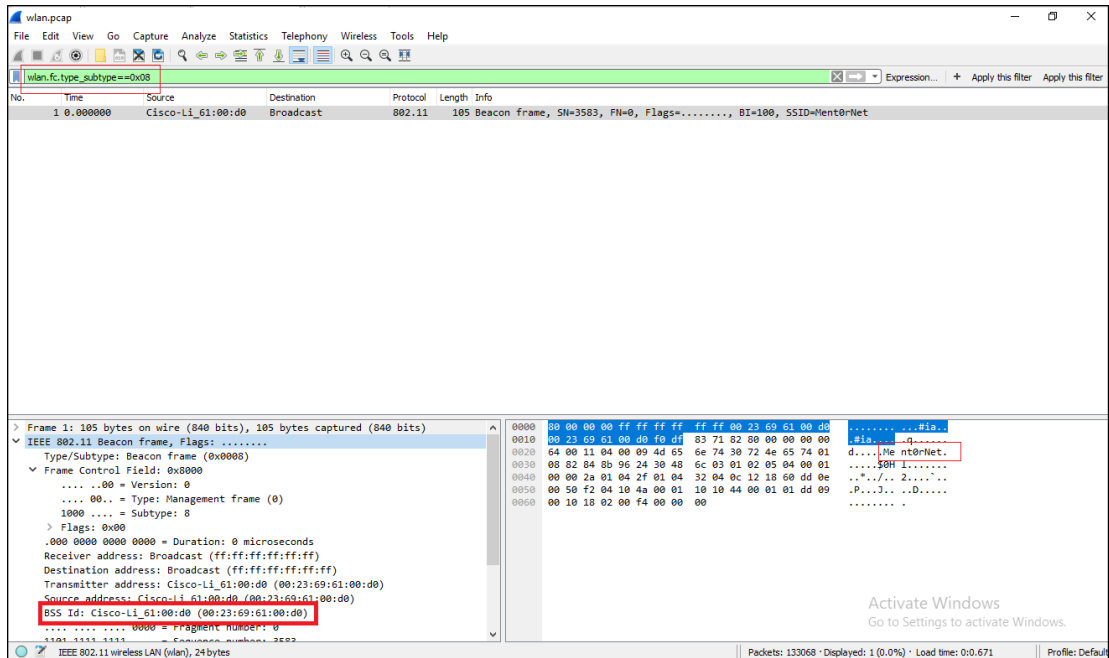 wlan.pcap
File Edit View Go Capture Analyze Statistics Telephony Wireless Tools Help
wlan.fc.type_subtype==0x08 Expression... + Apply this filter Apply this filter
No. Time Source Destination Protocol Length Info
1 0.000000 Cisco-Li_61:00:d0 Broadcast 802.11 105 Beacon frame, SN=3583, FN=0, Flags=........, BI=100, SSID=Ment0rNet
> Frame 1: 105 bytes on wire (840 bits), 105 bytes captured (840 bits)
IEEE 802.11 Beacon frame, Flags: ........
Type/Subtype: Beacon frame (0x0008)
Frame Control Field: 0x8000
.... ..00 = Version: 0
.... 00.. = Type: Management frame (0)
1000 .... = Subtype: 8
> Flags: 0x00
.000 0000 0000 0000 = Duration: 0 microseconds
Receiver address: Broadcast (ff:ff:ff:ff:ff:ff)
Destination address: Broadcast (ff:ff:ff:ff:ff:ff)
Transmitter address: Cisco-Li_61:00:d0 (00:23:69:61:00:d0)
Source address: Cisco-Li_61:00:d0 (00:23:69:61:00:d0)
BSS Id: Cisco-Li_61:00:d0 (00:23:69:61:00:d0)
.... .... .... 0000 = Fragment number: 0
1101 1111 1111 .... = Sequence number: 3583
0000 80 00 00 00 ff ff ff ff ff ff 00 23 69 61 00 d0 ........ ...#ia..
0010 00 23 69 61 00 d0 f0 df 83 71 82 80 00 00 00 00 .#ia.... .q......
0020 64 00 11 04 00 09 4d 65 6e 74 30 72 4e 65 74 01 d.....Me nt0rNet.
0030 08 82 84 8b 96 24 30 48 6c 03 01 02 05 04 00 01 .....$0H l.......
0040 00 00 2a 01 04 2f 01 04 32 04 0c 12 18 60 dd 0e ..*../.. 2....`..
0050 00 50 f2 04 10 4a 00 01 10 10 44 00 01 01 dd 09 .P...J.. ..D.....
0060 00 10 18 02 00 f4 00 00 00 ........ .
Activate Windows
Go to Settings to activate Windows.
IEEE 802.11 wireless LAN (wlan), 24 bytes Packets: 133068 · Displayed: 1 (0.0%) · Load time: 0:0.671 Profile: Default